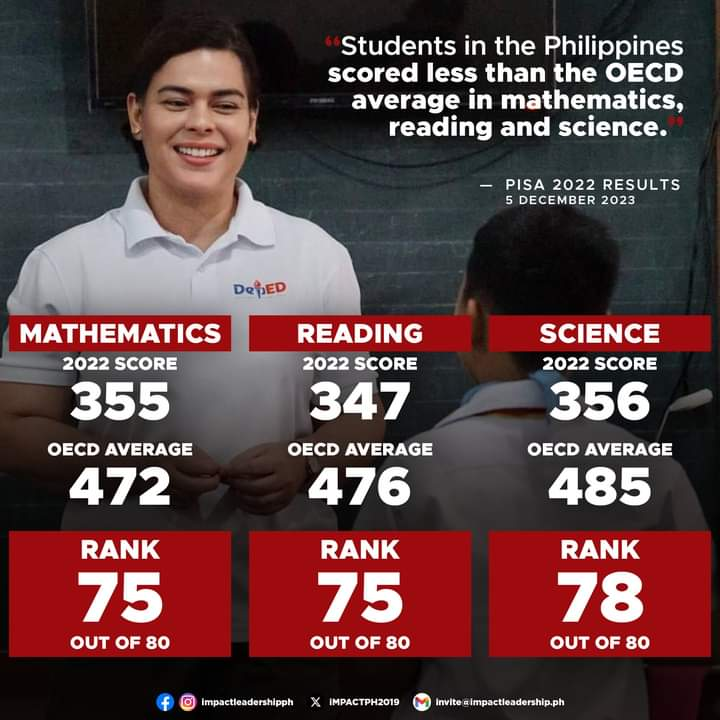 “Students in the Philippines
scored less than the OECD
average in mathematics,
reading and science.”
— PISA 2022 RESULTS
5 DECEMBER 2023
DepED
MATHEMATICS
2022 SCORE
355
OECD AVERAGE
472
RANK
75
OUT OF 80
READING
2022 SCORE
347
OECD AVERAGE
476
RANK
75
OUT OF 80
SCIENCE
2022 SCORE
356
OECD AVERAGE
485
RANK
78
OUT OF 80
impactleadershipph
iMPACTPH2019
invite@impactleadership.ph